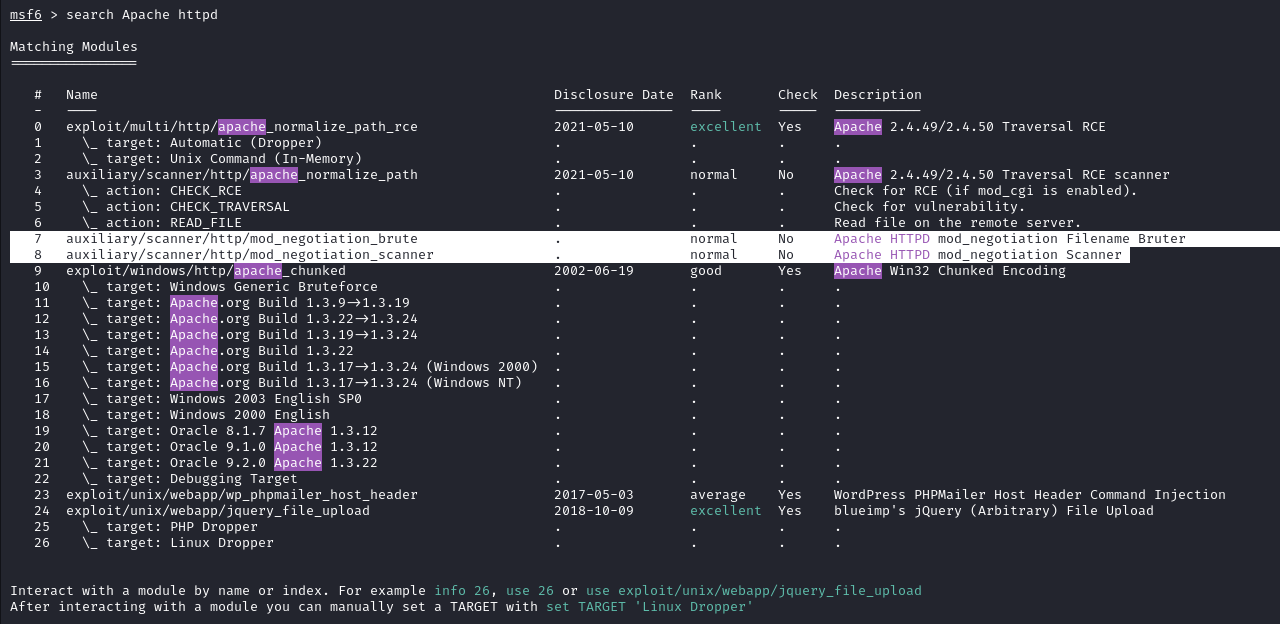 msf6 > search Apache httpd
Matching Modules
================
#   Name   Disclosure Date   Rank   Check   Description
-   ----   ---------------   ----   -----   -----------
0   exploit/multi/http/apache_normalize_path_rce   2021-05-10   excellent   Yes   Apache 2.4.49/2.4.50 Traversal RCE
1   \_ target: Automatic (Dropper)   .   .   .   .
2   \_ target: Unix Command (In-Memory)   .   .   .   .
3   auxiliary/scanner/http/apache_normalize_path   2021-05-10   normal   No   Apache 2.4.49/2.4.50 Traversal RCE scanner
4   \_ action: CHECK_RCE   .   .   .   Check for RCE (if mod_cgi is enabled).
5   \_ action: CHECK_TRAVERSAL   .   .   .   Check for vulnerability.
6   \_ action: READ_FILE   .   .   .   Read file on the remote server.
7   auxiliary/scanner/http/mod_negotiation_brute   .   normal   No   Apache HTTPD mod_negotiation Filename Bruter
8   auxiliary/scanner/http/mod_negotiation_scanner   .   normal   No   Apache HTTPD mod_negotiation Scanner
9   exploit/windows/http/apache_chunked   2002-06-19   good   Yes   Apache Win32 Chunked Encoding
10   \_ target: Windows Generic Bruteforce   .   .   .   .
11   \_ target: Apache.org Build 1.3.9->1.3.19   .   .   .   .
12   \_ target: Apache.org Build 1.3.22->1.3.24   .   .   .   .
13   \_ target: Apache.org Build 1.3.19->1.3.24   .   .   .   .
14   \_ target: Apache.org Build 1.3.22   .   .   .   .
15   \_ target: Apache.org Build 1.3.17->1.3.24 (Windows 2000)   .   .   .   .
16   \_ target: Apache.org Build 1.3.17->1.3.24 (Windows NT)   .   .   .   .
17   \_ target: Windows 2003 English SP0   .   .   .   .
18   \_ target: Windows 2000 English   .   .   .   .
19   \_ target: Oracle 8.1.7 Apache 1.3.12   .   .   .   .
20   \_ target: Oracle 9.1.0 Apache 1.3.12   .   .   .   .
21   \_ target: Oracle 9.2.0 Apache 1.3.22   .   .   .   .
22   \_ target: Debugging Target   .   .   .   .
23   exploit/unix/webapp/wp_phpmailer_host_header   2017-05-03   average   Yes   WordPress PHPMailer Host Header Command Injection
24   exploit/unix/webapp/jquery_file_upload   2018-10-09   excellent   Yes   blueimp's jQuery (Arbitrary) File Upload
25   \_ target: PHP Dropper   .   .   .   .
26   \_ target: Linux Dropper   .   .   .   .
Interact with a module by name or index. For example info 26, use 26 or use exploit/unix/webapp/jquery_file_upload
After interacting with a module you can manually set a TARGET with set TARGET 'Linux Dropper'